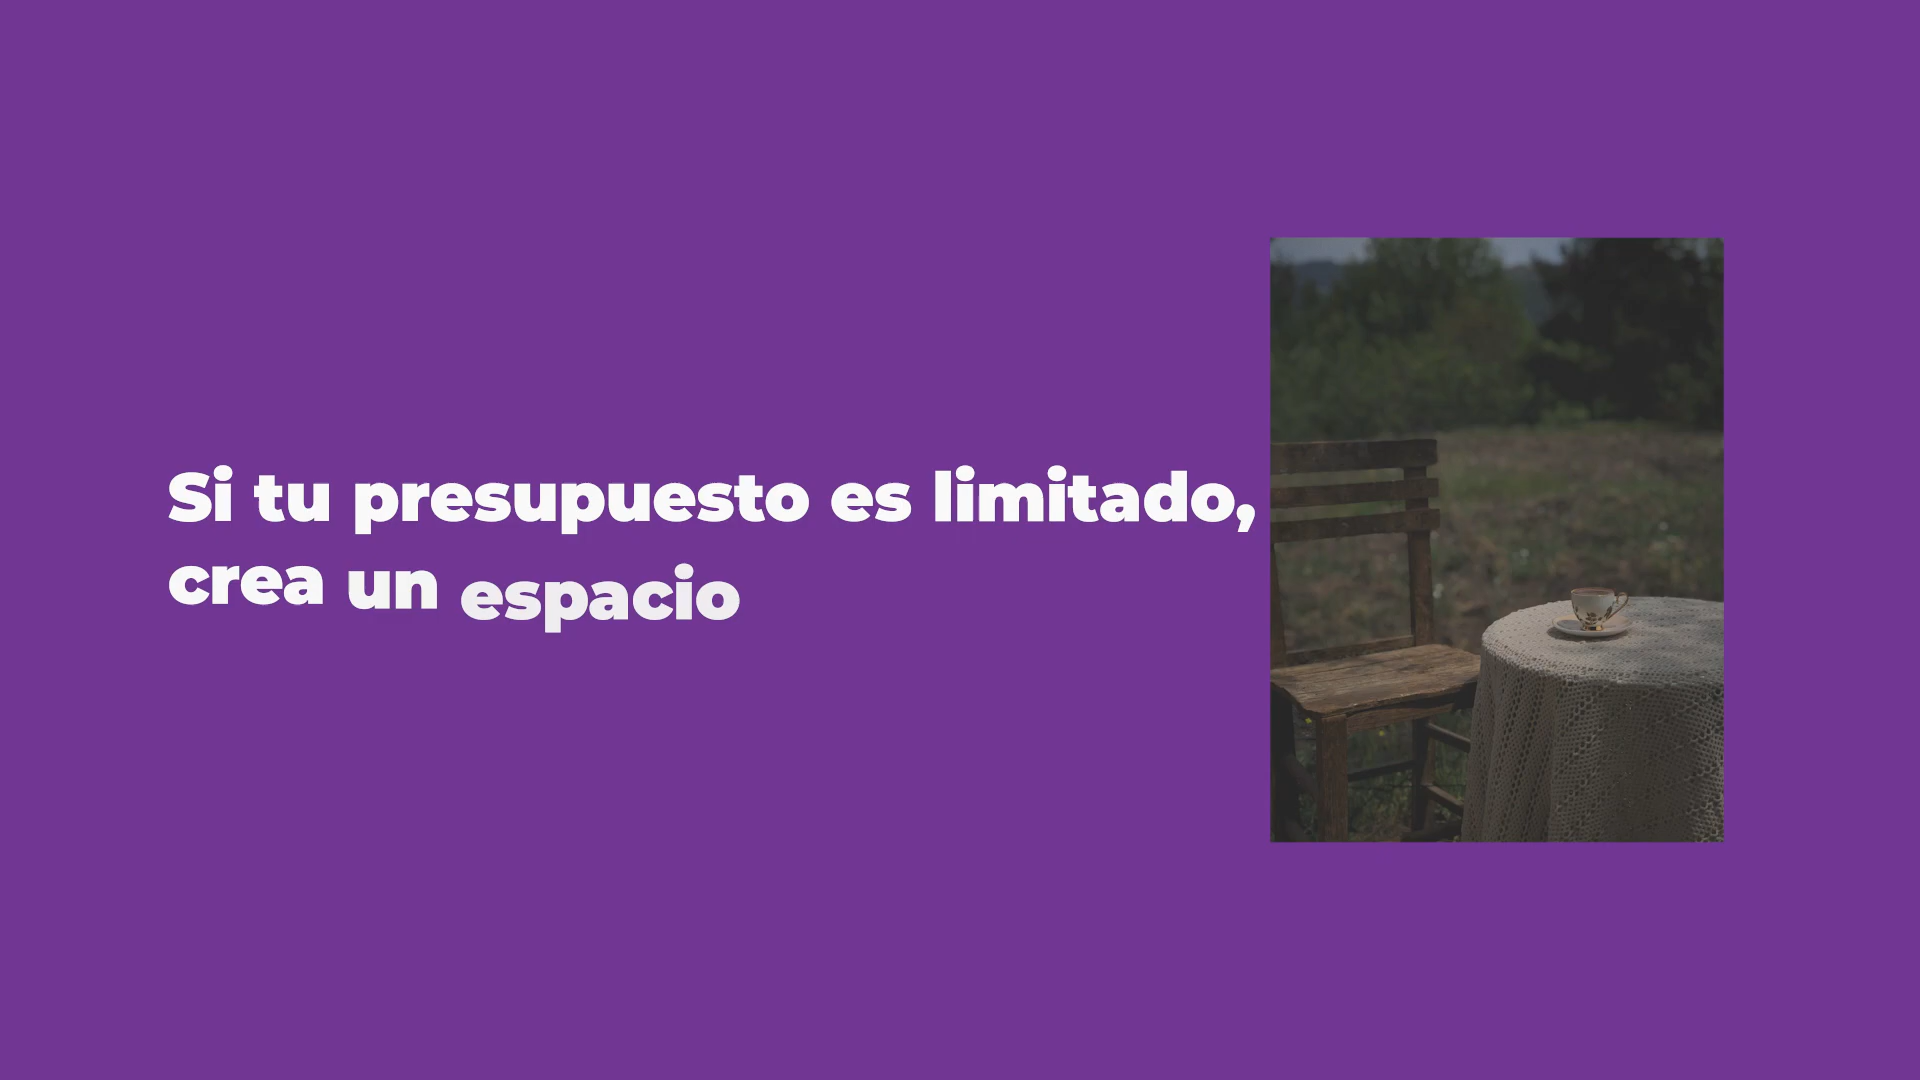 Si tu presupuesto es limitado,
crea un espacio